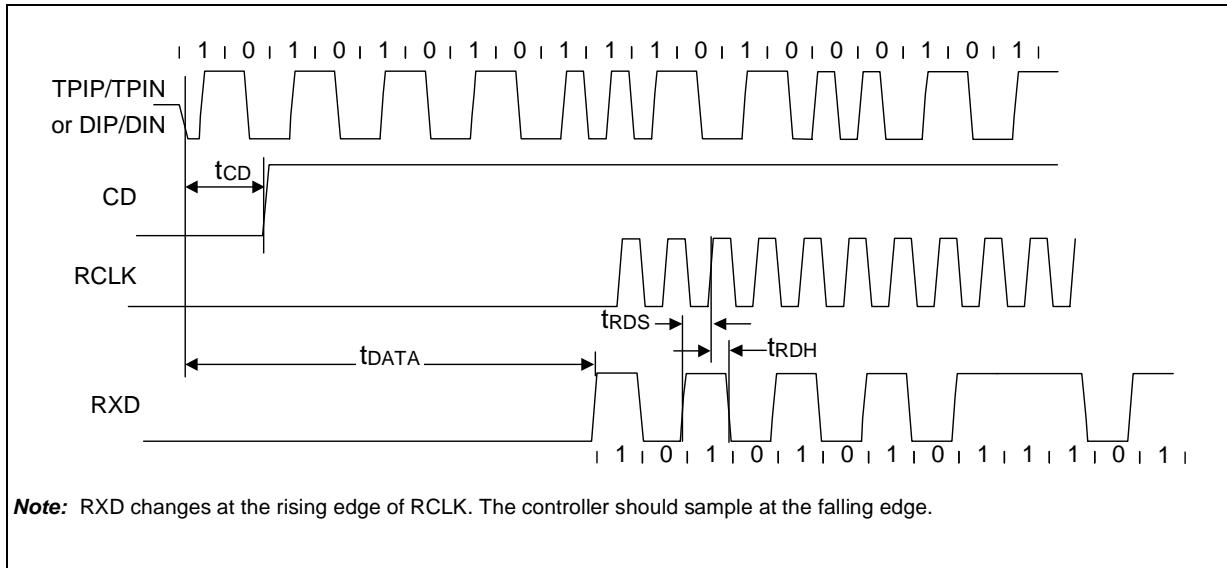 1 0 1 0 1 0 1 0 1 1 1 0 1 0 0 0 1 0 1
TPIP/TPIN
or DIP/DIN
tCD
CD
RCLK
tRDS
tRDH
tDATA
RXD
1 0 1 0 1 0 1 0 1 1 1 0 1
Note: RXD changes at the rising edge of RCLK. The controller should sample at the falling edge.